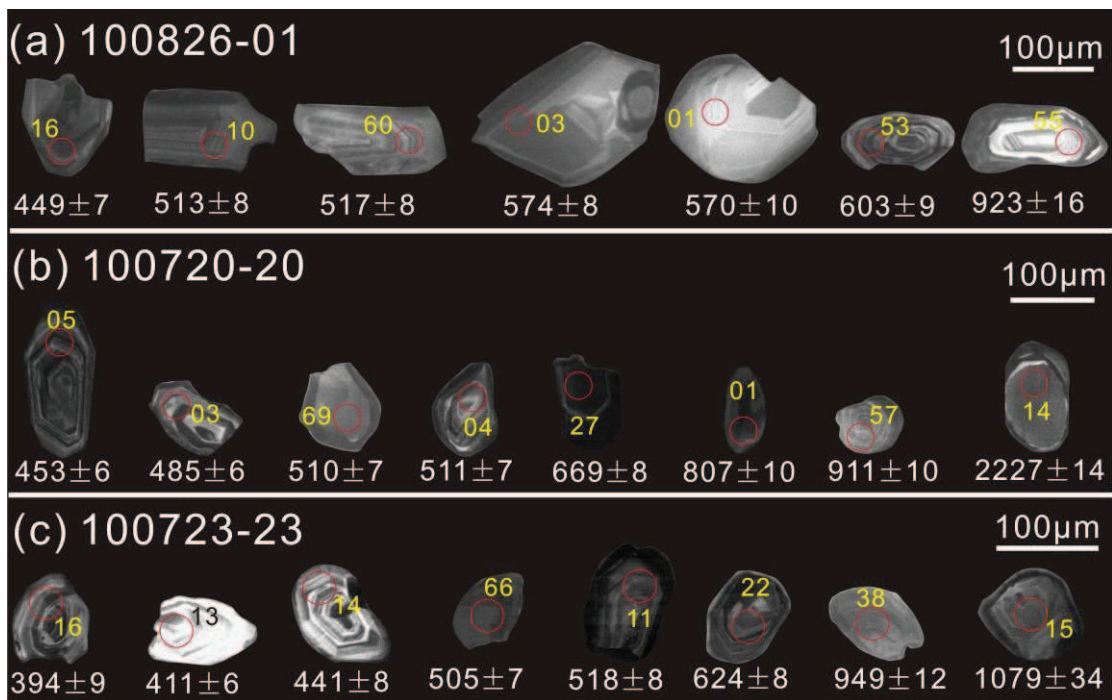 (a) 100826-01
100µm
16 10 60 03 01 53 55
449±7 513±8 517±8 574±8 570±10 603±9 923±16
(b) 100720-20
100µm
05 03 69 04 27 01 57 14
453±6 485±6 510±7 511±7 669±8 807±10 911±10 2227±14
(c) 100723-23
100µm
16 13 14 66 11 22 38 15
394±9 411±6 441±8 505±7 518±8 624±8 949±12 1079±34